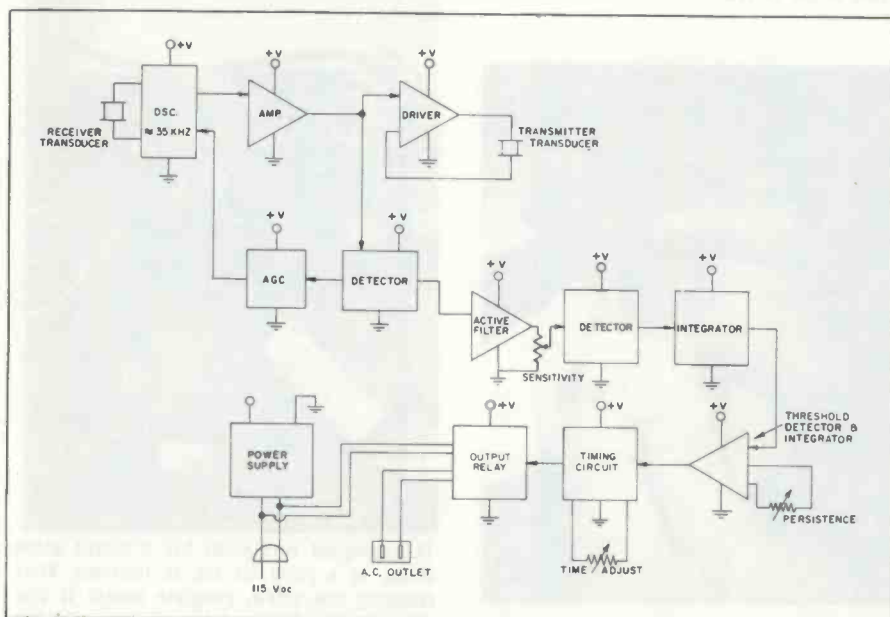 +V
+V
+V
DSC.
≈ 35 KHZ
AMP
DRIVER
RECEIVER
TRANSDUCER
TRANSMITTER
TRANSDUCER
+V
+V
AGC
DETECTOR
+V
+V
+V
ACTIVE
FILTER
DETECTOR
INTEGRATOR
SENSITIVITY
+V
+V
+V
THRESHOLD
DETECTOR &
INTEGRATOR
POWER
SUPPLY
OUTPUT
RELAY
TIMING
CIRCUIT
PERSISTENCE
A.C. OUTLET
TIME ADJUST
115 Vac